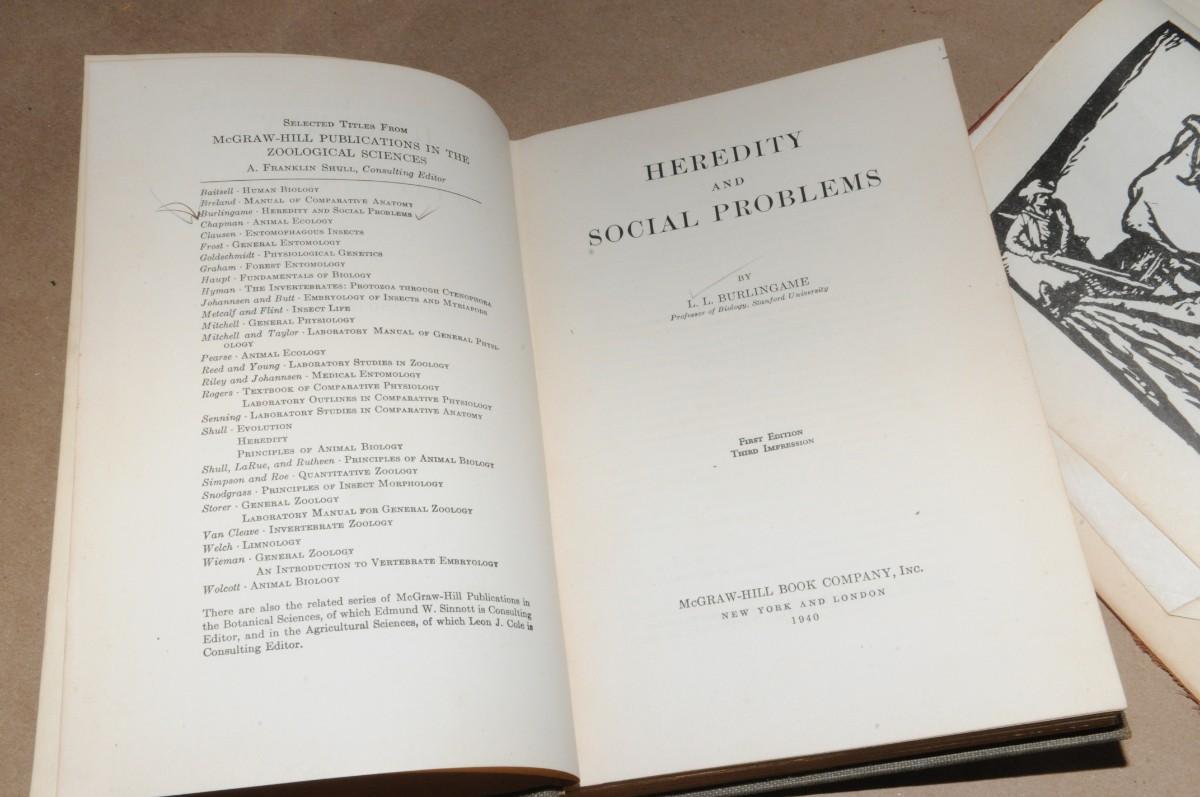 SELECTED TITLES FROM
McGRAW-HILL PUBLICATIONS IN THE
ZOOLOGICAL SCIENCES
A. FRANKLIN SHULL, Consulting Editor
Baitsell · HUMAN BIOLOGY
Breland · MANUAL OF COMPARATIVE ANATOMY
Burlingame · HEREDITY AND SOCIAL PROBLEMS
Chapman · ANIMAL ECOLOGY
Clausen · ENTOMOPHAGOUS INSECTS
Frost · GENERAL ENTOMOLOGY
Goldschmidt · PHYSIOLOGICAL GENETICS
Graham · FOREST ENTOMOLOGY
Haupt · FUNDAMENTALS OF BIOLOGY
Hyman · THE INVERTEBRATES: PROTOZOA THROUGH CTENOPHORA
Johannsen and Butt · EMBRYOLOGY OF INSECTS AND MYRIAPODS
Metcalf and Flint · INSECT LIFE
Mitchell · GENERAL PHYSIOLOGY
Mitchell and Taylor · LABORATORY MANUAL OF GENERAL PHYSI-
OLOGY
Pearse · ANIMAL ECOLOGY
Reed and Young · LABORATORY STUDIES IN ZOOLOGY
Riley and Johannsen · MEDICAL ENTOMOLOGY
Rogers · TEXTBOOK OF COMPARATIVE PHYSIOLOGY
LABORATORY OUTLINES IN COMPARATIVE PHYSIOLOGY
Senning · LABORATORY STUDIES IN COMPARATIVE ANATOMY
Shull · EVOLUTION
HEREDITY
PRINCIPLES OF ANIMAL BIOLOGY
Shull, LaRue, and Ruthven · PRINCIPLES OF ANIMAL BIOLOGY
Simpson and Roe · QUANTITATIVE ZOOLOGY
Snodgrass · PRINCIPLES OF INSECT MORPHOLOGY
Storer · GENERAL ZOOLOGY
LABORATORY MANUAL FOR GENERAL ZOOLOGY
Van Cleave · INVERTEBRATE ZOOLOGY
Welch · LIMNOLOGY
Wieman · GENERAL ZOOLOGY
AN INTRODUCTION TO VERTEBRATE EMBRYOLOGY
Wolcott · ANIMAL BIOLOGY
There are also the related series of McGraw-Hill Publications in
the Botanical Sciences, of which Edmund W. Sinnott is Consulting
Editor, and in the Agricultural Sciences, of which Leon J. Cole is
Consulting Editor.
HEREDITY
AND
SOCIAL PROBLEMS
BY
L. L. BURLINGAME
Professor of Biology, Stanford University
FIRST EDITION
THIRD IMPRESSION
McGRAW-HILL BOOK COMPANY, INC.
NEW YORK AND LONDON
1940